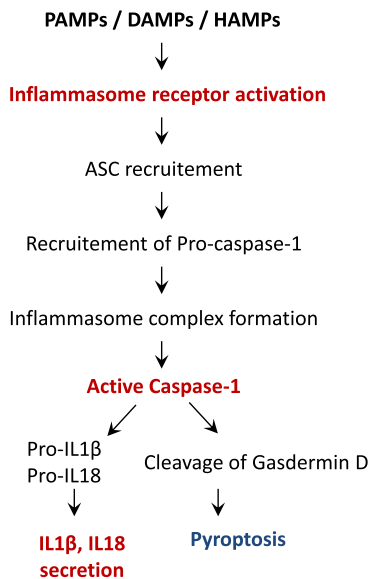 PAMPs / DAMPs / HAMPs
Inflammasome receptor activation
ASC recruitement
Recruitement of Pro-caspase-1
Inflammasome complex formation
Active Caspase-1
Pro-IL1β
Pro-IL18
Cleavage of Gasdermin D
IL1β, IL18
secretion
Pyroptosis